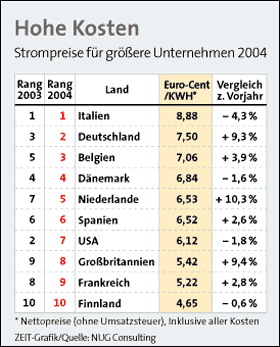 Hohe Kosten
Strompreise für größere Unternehmen 2004
Rang 2003 Rang 2004 Land Euro-Cent /KWH* Vergleich z. Vorjahr
1 1 Italien 8,88 – 4,3 %
3 2 Deutschland 7,50 + 9,3 %
5 3 Belgien 7,06 + 3,9 %
4 4 Dänemark 6,84 – 1,6 %
7 5 Niederlande 6,53 + 10,3 %
6 6 Spanien 6,52 + 2,6 %
2 7 USA 6,12 – 1,8 %
9 8 Großbritannien 5,42 + 9,4 %
8 9 Frankreich 5,22 + 2,8 %
10 10 Finnland 4,65 – 0,6 %
* Nettopreise (ohne Umsatzsteuer), Inklusive aller Kosten
ZEIT-Grafik/Quelle: NUG Consulting